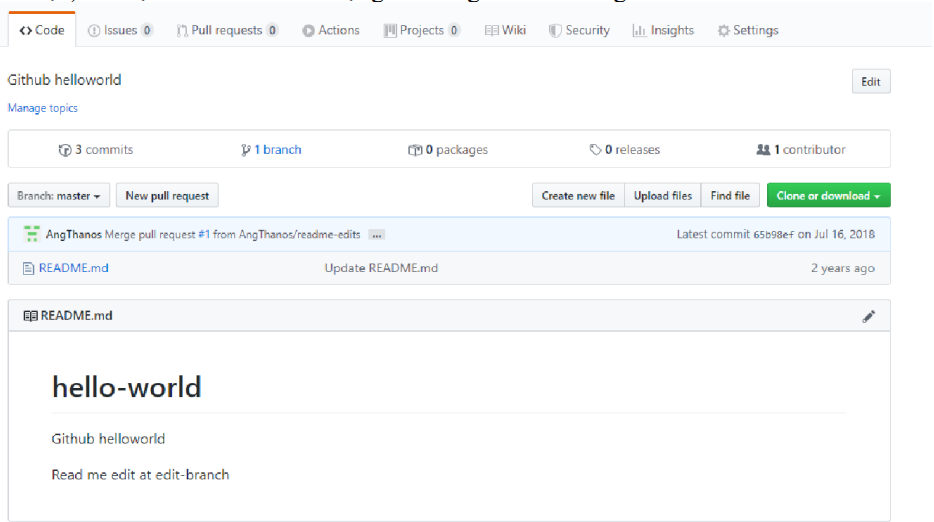 Code Issues 0 Pull requests 0 Actions Projects 0 Wiki Security Insights Settings
Github helloworld Edit
Manage topics
3 commits 1 branch 0 packages 0 releases 1 contributor
Branch: master New pull request Create new file Upload files Find file Clone or download
AngThanos Merge pull request #1 from AngThanos/readme-edits ... Latest commit 65b98ef on Jul 16, 2018
README.md Update README.md 2 years ago
README.md
hello-world
Github helloworld
Read me edit at edit-branch